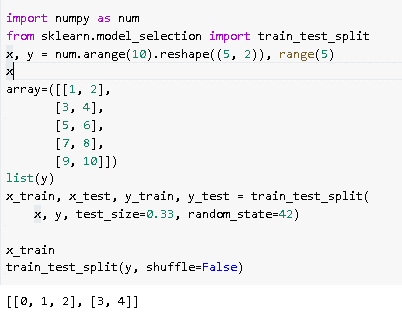 import numpy as num
from sklearn.model_selection import train_test_split
x, y = num.arange(10).reshape((5, 2)), range(5)
x
array=([[1, 2],
       [3, 4],
       [5, 6],
       [7, 8],
       [9, 10]])
list(y)
x_train, x_test, y_train, y_test = train_test_split(
    x, y, test_size=0.33, random_state=42)

x_train
train_test_split(y, shuffle=False)
[[0, 1, 2], [3, 4]]